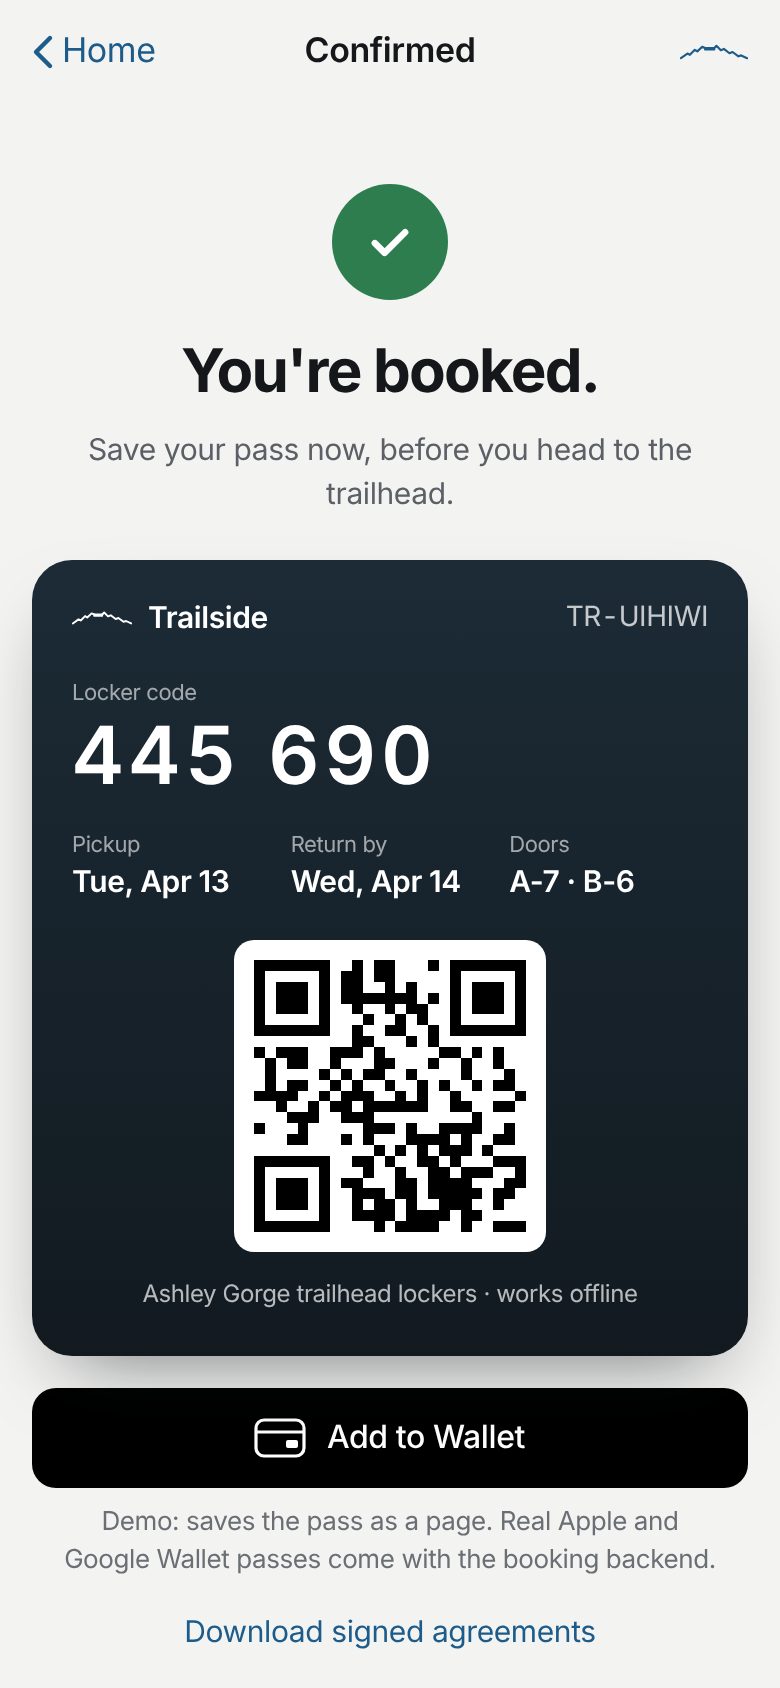 Home
Confirmed
You're booked.
Save your pass now, before you head to the
trailhead.
Trailside
TR-UIHIWI
Locker code
445 690
Pickup
Return by
Doors
Tue, Apr 13
Wed, Apr 14
A-7 · B-6
Ashley Gorge trailhead lockers · works offline
Add to Wallet
Demo: saves the pass as a page. Real Apple and
Google Wallet passes come with the booking backend.
Download signed agreements